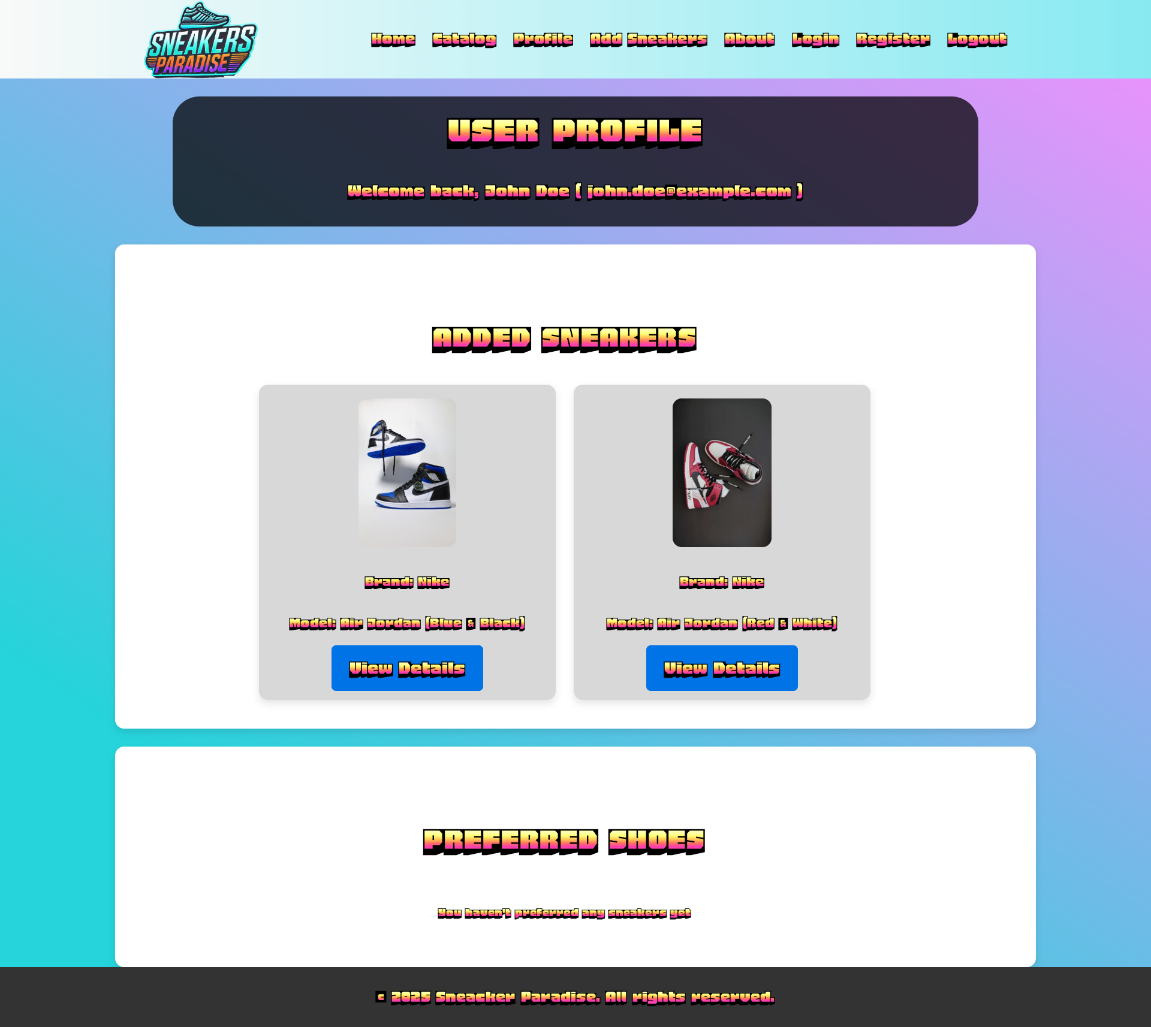 SNEAKERS
PARADISE
Home Catalog Profile Add Sneakers About Login Register Logout
USER PROFILE
Welcome back, John Doe ( john.doe@example.com )
ADDED SNEAKERS
Brand: Nike
Model: Air Jordan [Blue & Black]
View Details
Brand: Nike
Model: Air Jordan [Red & White]
View Details
PREFERRED SHOES
You haven't preferred any sneakers yet
© 2025 Sneacker Paradise. All rights reserved.